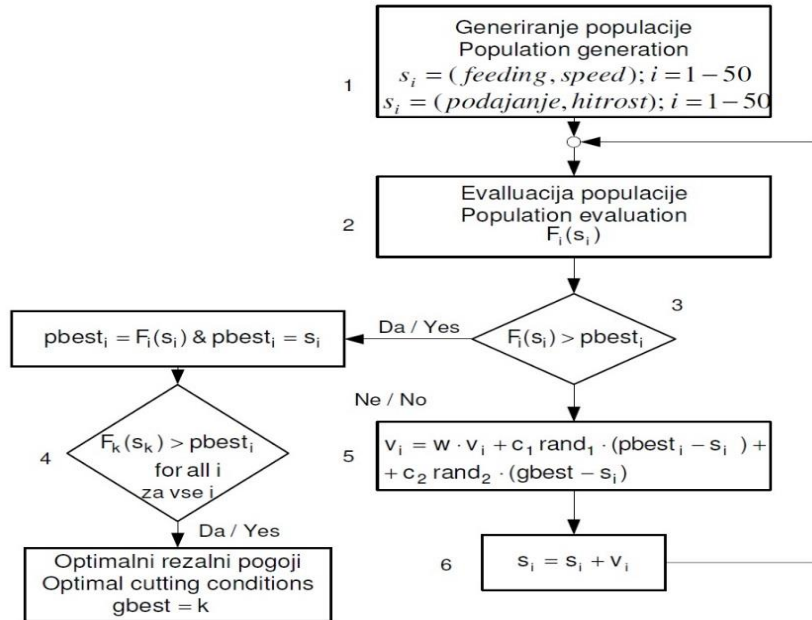 Generiranje populacije
Population generation
1
s_i = (feeding, speed); i = 1 – 50
s_i = (podajanje, hitrost); i = 1 – 50
Evalluacija populacije
Population evaluation
2
F_i(s_i)
3
F_i(s_i) > pbest_i
Da / Yes
pbest_i = F_i(s_i) & pbest_i = s_i
Ne / No
4
F_k(s_k) > pbest_i
for all i
za vse i
Da / Yes
Optimalni rezalni pogoji
Optimal cutting conditions
gbest = k
5
v_i = w · v_i + c_1 rand_1 · (pbest_i – s_i ) +
+ c_2 rand_2 · (gbest – s_i)
6
s_i = s_i + v_i